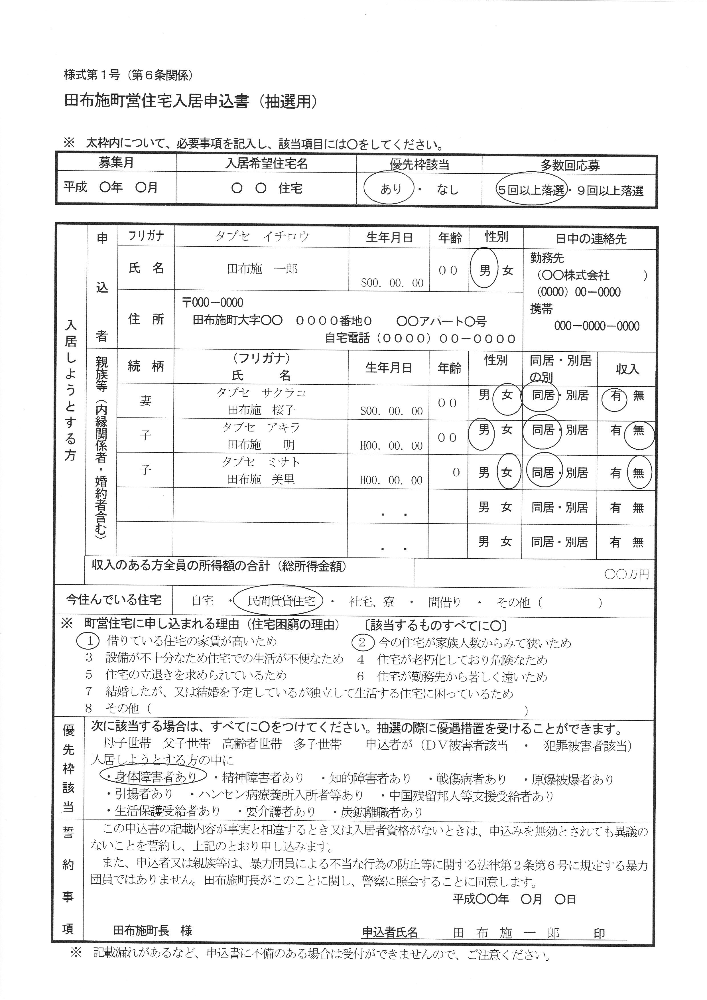 様式第１号（第６条関係）
田布施町営住宅入居申込書（抽選用）
※　太枠内について、必要事項を記入し、該当項目には〇をしてください。
募集月　入居希望住宅名　優先枠該当　多数回応募
平成　〇年　〇月　〇　〇　住宅　あり・　なし　５回以上落選・９回以上落選
入居しようとする方
申込者
フリガナ　タブセ　イチロウ　生年月日　年齢　性別　日中の連絡先
氏　名　田布施　一郎　S00. 00. 00　００　男　女
勤務先
（〇〇株式会社　　　）
（0000）00－0000
携帯
000－0000－0000
住　所　〒000－0000
田布施町大字〇〇　００００番地０　　〇〇アパート〇号
自宅電話（００００）００－００００
親族等（内縁関係者・婚約者含む）
続　柄　（フリガナ）　生年月日　年齢　性別　同居・別居の別　収入
氏　　　名
妻　タブセ　サクラコ　００　男　女　同居・別居　有　無
田布施　桜子　S00. 00. 00
子　タブセ　アキラ　００　男　女　同居・別居　有　無
田布施　　明　H00. 00. 00
子　タブセ　ミサト　０　男　女　同居・別居　有　無
田布施　美里　H00. 00. 00
．　．　男　女　同居・別居　有　無
．　．　男　女　同居・別居　有　無
収入のある方全員の所得額の合計（総所得金額）　〇〇万円
今住んでいる住宅　自宅　・　民間賃貸住宅　・　社宅、寮　・　間借り　・　その他（　　　　　）
※　町営住宅に申し込まれる理由（住宅困窮の理由）　〔該当するものすべてに〇〕
１　借りている住宅の家賃が高いため　２　今の住宅が家族人数からみて狭いため
３　設備が不十分なため住宅での生活が不便なため　４　住宅が老朽化しており危険なため
５　住宅の立退きを求められているため　６　住宅が勤務先から著しく遠いため
７　結婚したが、又は結婚を予定しているが独立して生活する住宅に困っているため
８　その他（　　　　　　　　　　）
優先枠該当
次に該当する場合は、すべてに〇をつけてください。抽選の際に優遇措置を受けることができます。
母子世帯　父子世帯　高齢者世帯　多子世帯　　申込者が（ＤＶ被害者該当　・　犯罪被害者該当）
入居しようとする方の中に
・身体障害者あり　・精神障害者あり　・知的障害者あり　・戦傷病者あり　・原爆被爆者あり
・引揚者あり　・ハンセン病療養所入所者等あり　・中国残留邦人等支援受給者あり
・生活保護受給者あり　・要介護者あり　・炭鉱離職者あり
誓約事項
この申込書の記載内容が事実と相違するとき又は入居者資格がないときは、申込みを無効とされても異議の
ないことを誓約し、上記のとおり申し込みます。
また、申込者又は親族等は、暴力団員による不当な行為の防止等に関する法律第２条第６号に規定する暴力
団員ではありません。田布施町長がこのことに関し、警察に照会することに同意します。
平成〇〇年　〇月　〇日
田布施町長　様　申込者氏名　田　布　施　一　郎　　印
※　記載漏れがあるなど、申込書に不備のある場合は受付ができませんので、ご注意ください。